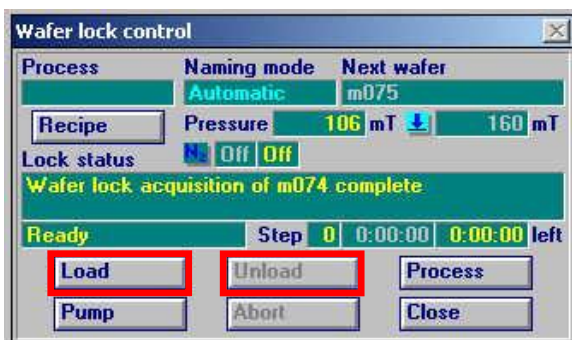 Wafer lock control
Process Naming mode Next wafer
Automatic m075
Recipe Pressure 106 mT 160 mT
Lock status N₂ Off Off
Wafer lock acquisition of m074 complete
Ready Step 0 0:00:00 0:00:00 left
Load Unload Process
Pump Abort Close